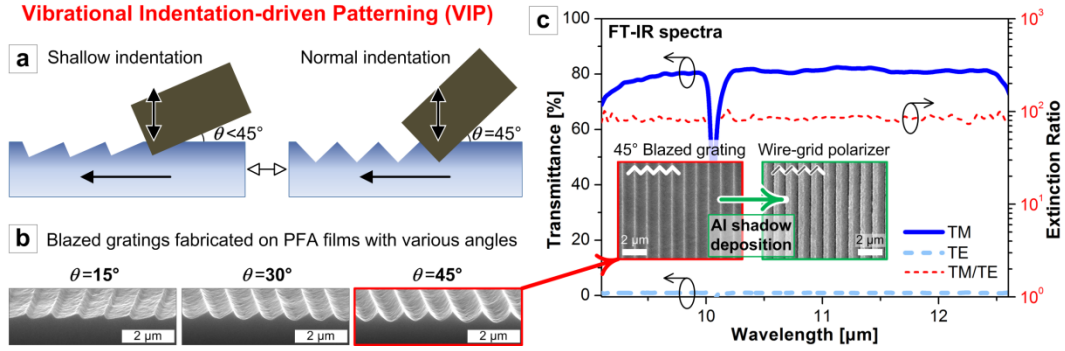 Vibrational Indentation-driven Patterning (VIP)
a
Shallow indentation
Normal indentation
θ<45°
θ=45°
b
Blazed gratings fabricated on PFA films with various angles
θ=15°
θ=30°
θ=45°
2 μm
2 μm
2 μm
c
FT-IR spectra
Transmittance [%]
100
80
60
40
20
0
45° Blazed grating
Wire-grid polarizer
Al shadow
deposition
2 μm
2 μm
TM
TE
TM/TE
10
11
12
Wavelength [μm]
10³
10²
10¹
10⁰
Extinction Ratio